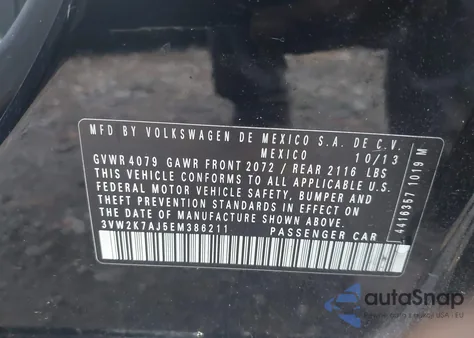 MFD BY VOLKSWAGEN DE MEXICO S.A. DE C.V.
MEXICO 10/13
GVWR 4079 GAWR FRONT 2072 / REAR 2116 LBS
THIS VEHICLE CONFORMS TO ALL APPLICABLE U.S.
FEDERAL MOTOR VEHICLE SAFETY, BUMPER AND
THEFT PREVENTION STANDARDS IN EFFECT ON THE
DATE OF MANUFACTURE SHOWN ABOVE.
3VW2K7AJ5EM386211 PASSENGER CAR
4416357 1019 M
autoSnap